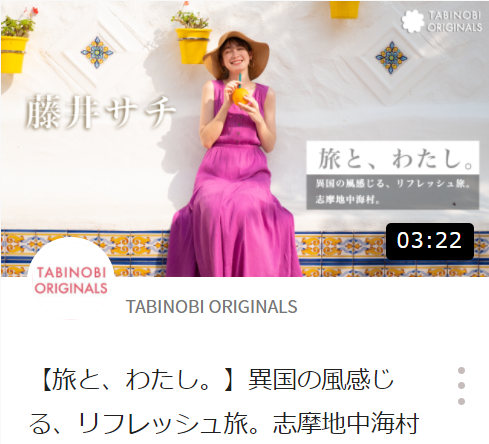 TABINOBI
ORIGINALS
藤井サチ
旅と、わたし。
異国の風感じる、リフレッシュ旅。
志摩地中海村。
03:22
TABINOBI
ORIGINALS
TABINOBI ORIGINALS
【旅と、わたし。】異国の風感じ
る、リフレッシュ旅。志摩地中海村